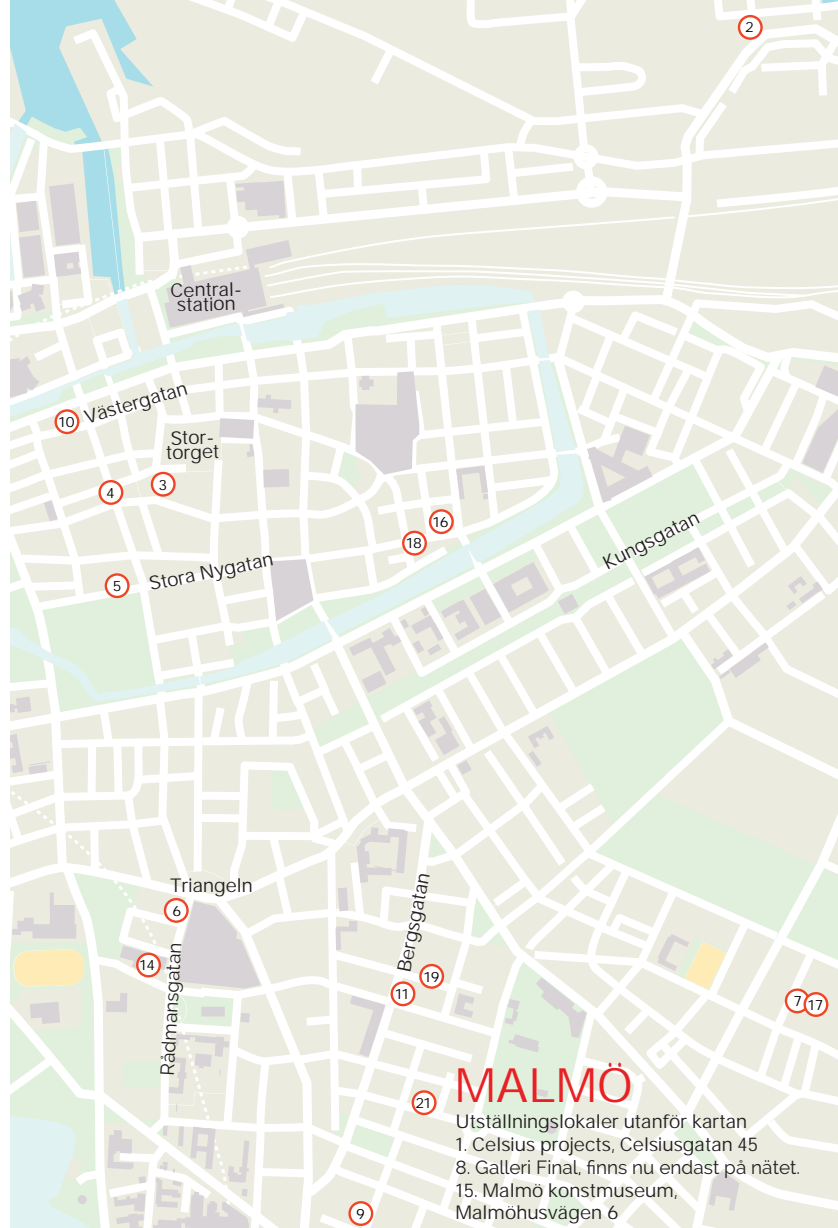 2
Central-
station
Västergatan
10
Stor-
torget
3
4
16
18
Kungsgatan
Stora Nygatan
5
Triangeln
6
Bergsgatan
14
Rådmansgatan
19
11
7
17
MALMÖ
21
Utställningslokaler utanför kartan
1. Celsius projects, Celsiusgatan 45
8. Galleri Final, finns nu endast på nätet.
15. Malmö konstmuseum,
Malmöhusvägen 6
9